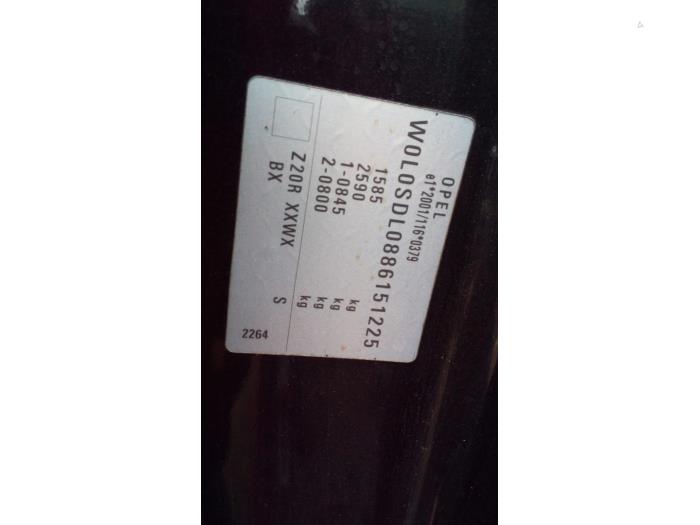 OPEL
e1*2001/116*0379
W0L0SDL0886151225
1585 kg
2590 kg
1-0845 kg
2-0800 kg
Z20R XXWX S
BX
2264